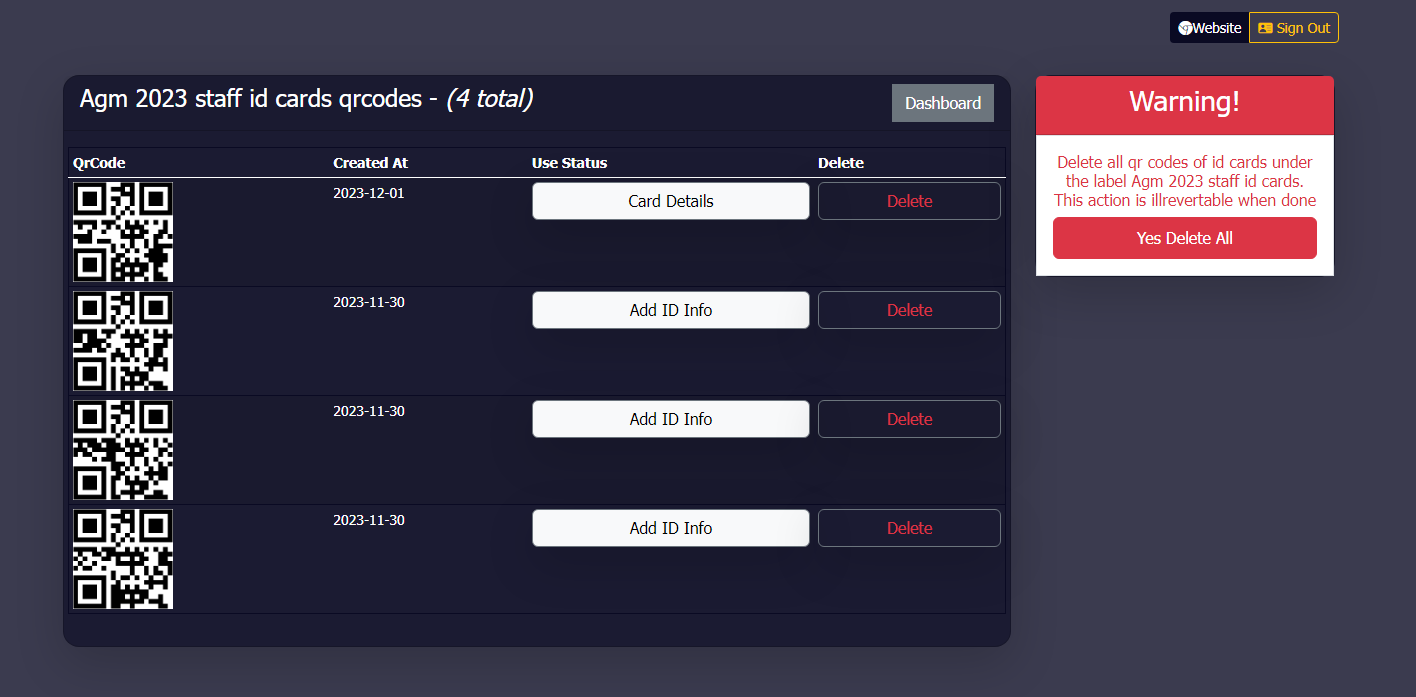 Website Sign Out
Agm 2023 staff id cards qrcodes - (4 total)
Dashboard
QrCode Created At Use Status Delete
2023-12-01 Card Details Delete
2023-11-30 Add ID Info Delete
2023-11-30 Add ID Info Delete
2023-11-30 Add ID Info Delete
Warning!
Delete all qr codes of id cards under
the label Agm 2023 staff id cards.
This action is illrevertable when done
Yes Delete All